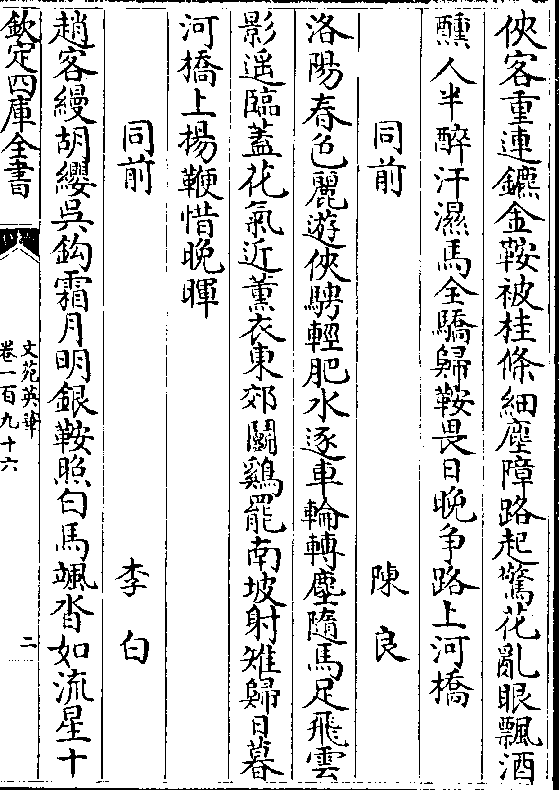 俠客重連鑣金鞍被桂條細塵障路起驚花亂眼飄酒
醺人半醉汗濕馬全驕歸鞍畏日晚爭路上河橋
同前 陳良
洛陽春色麗遊俠騁輕肥水逐車輪轉塵隨馬足飛雲
影遥臨蓋花氣近薰衣東郊鬭鷄罷南坡射雉歸日暮
河橋上揚鞭惜晚暉
同前 李白
趙客縵胡纓吳鈎霜月明銀鞍照白馬颯沓如流星十
欽定四庫全書
文苑英華
卷一百九十六
二